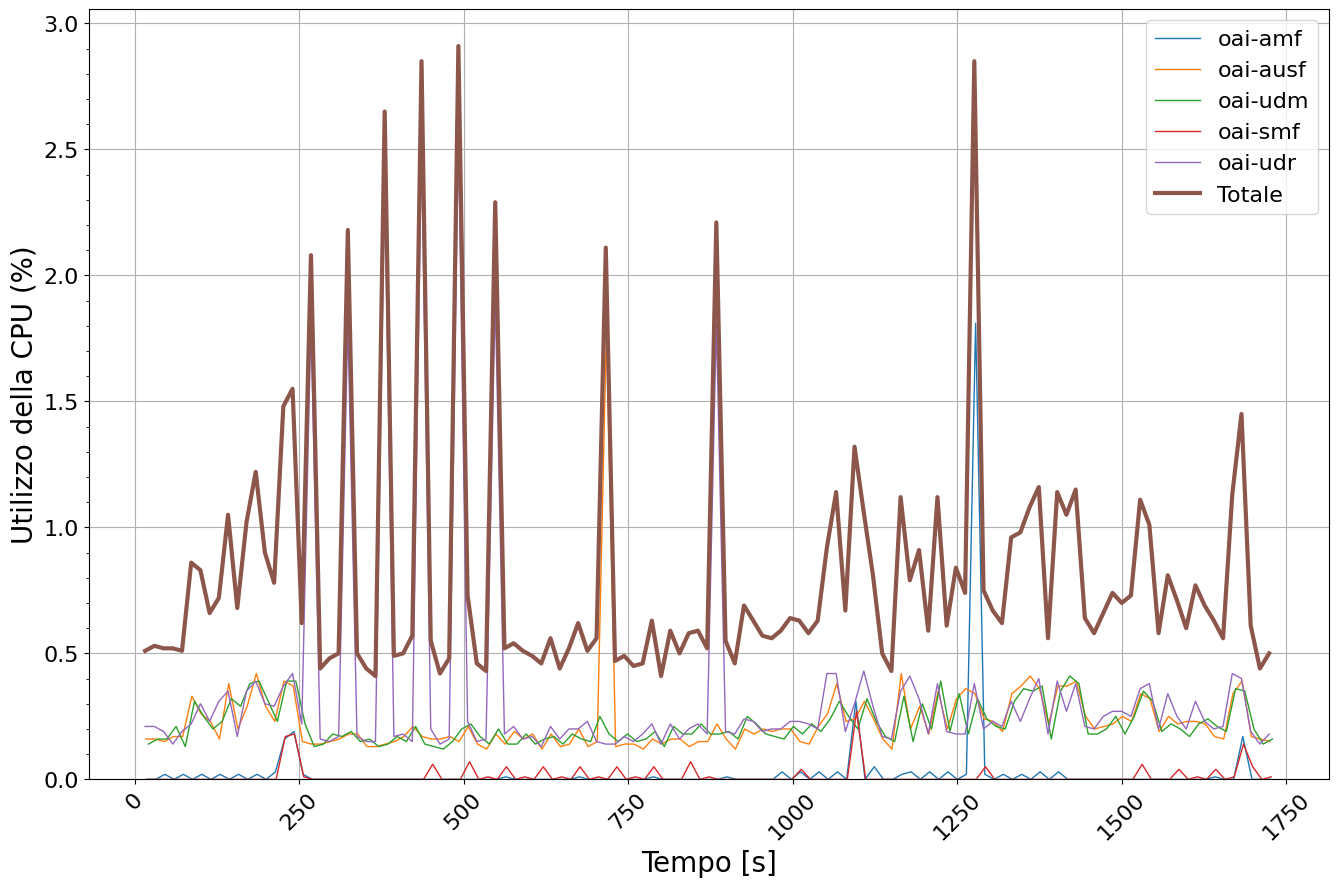 oai-amf
oai-ausf
oai-udm
oai-smf
oai-udr
Totale
Utilizzo della CPU (%)
3.0
2.5
2.0
1.5
1.0
0.5
0.0
0
250
500
750
1000
1250
1500
1750
Tempo [s]